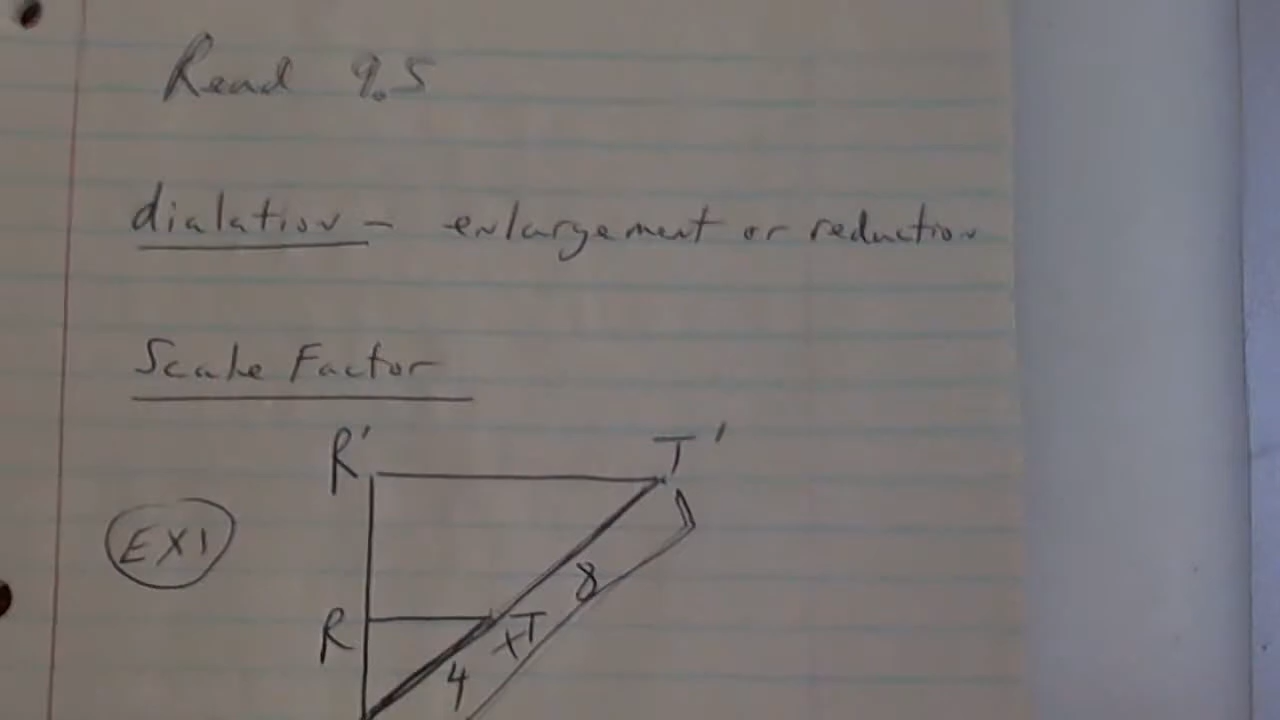 Read 9.5
dialation - enlargement or reduction
Scale Factor
R' T'
EX1
8
R T
4